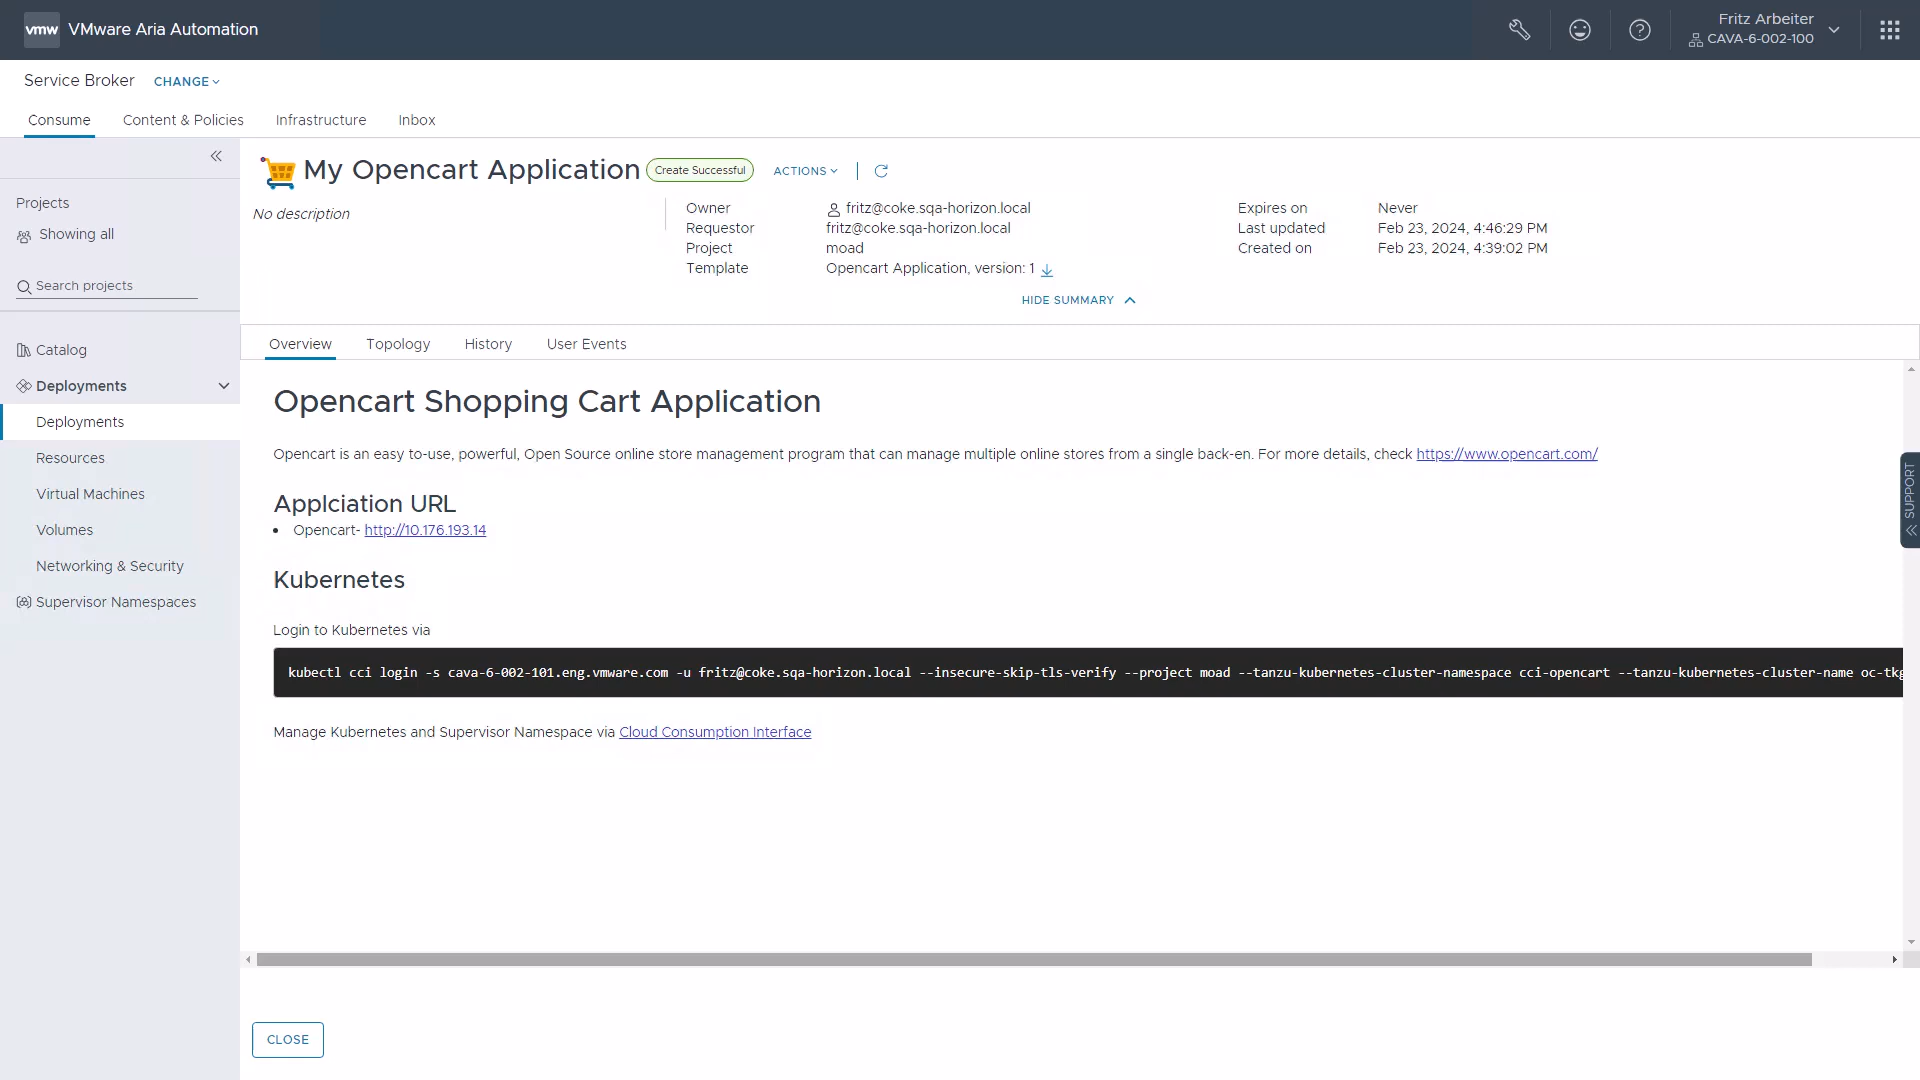 vmw VMware Aria Automation
Fritz Arbeiter
CAVA-6-002-100
Service Broker CHANGE
Consume Content & Policies Infrastructure Inbox
Projects
Showing all
Search projects
Catalog
Deployments
Deployments
Resources
Virtual Machines
Volumes
Networking & Security
Supervisor Namespaces
My Opencart Application Create Successful ACTIONS
No description
Owner fritz@coke.sqa-horizon.local
Requestor fritz@coke.sqa-horizon.local
Project moad
Template Opencart Application, version: 1
Expires on Never
Last updated Feb 23, 2024, 4:46:29 PM
Created on Feb 23, 2024, 4:39:02 PM
HIDE SUMMARY
Overview Topology History User Events
Opencart Shopping Cart Application
Opencart is an easy to-use, powerful, Open Source online store management program that can manage multiple online stores from a single back-en. For more details, check https://www.opencart.com/
Applciation URL
• Opencart- http://10.176.193.14
Kubernetes
Login to Kubernetes via
kubectl cci login -s cava-6-002-101.eng.vmware.com -u fritz@coke.sqa-horizon.local --insecure-skip-tls-verify --project moad --tanzu-kubernetes-cluster-namespace cci-opencart --tanzu-kubernetes-cluster-name oc-tkg
Manage Kubernetes and Supervisor Namespace via Cloud Consumption Interface
SUPPORT
CLOSE